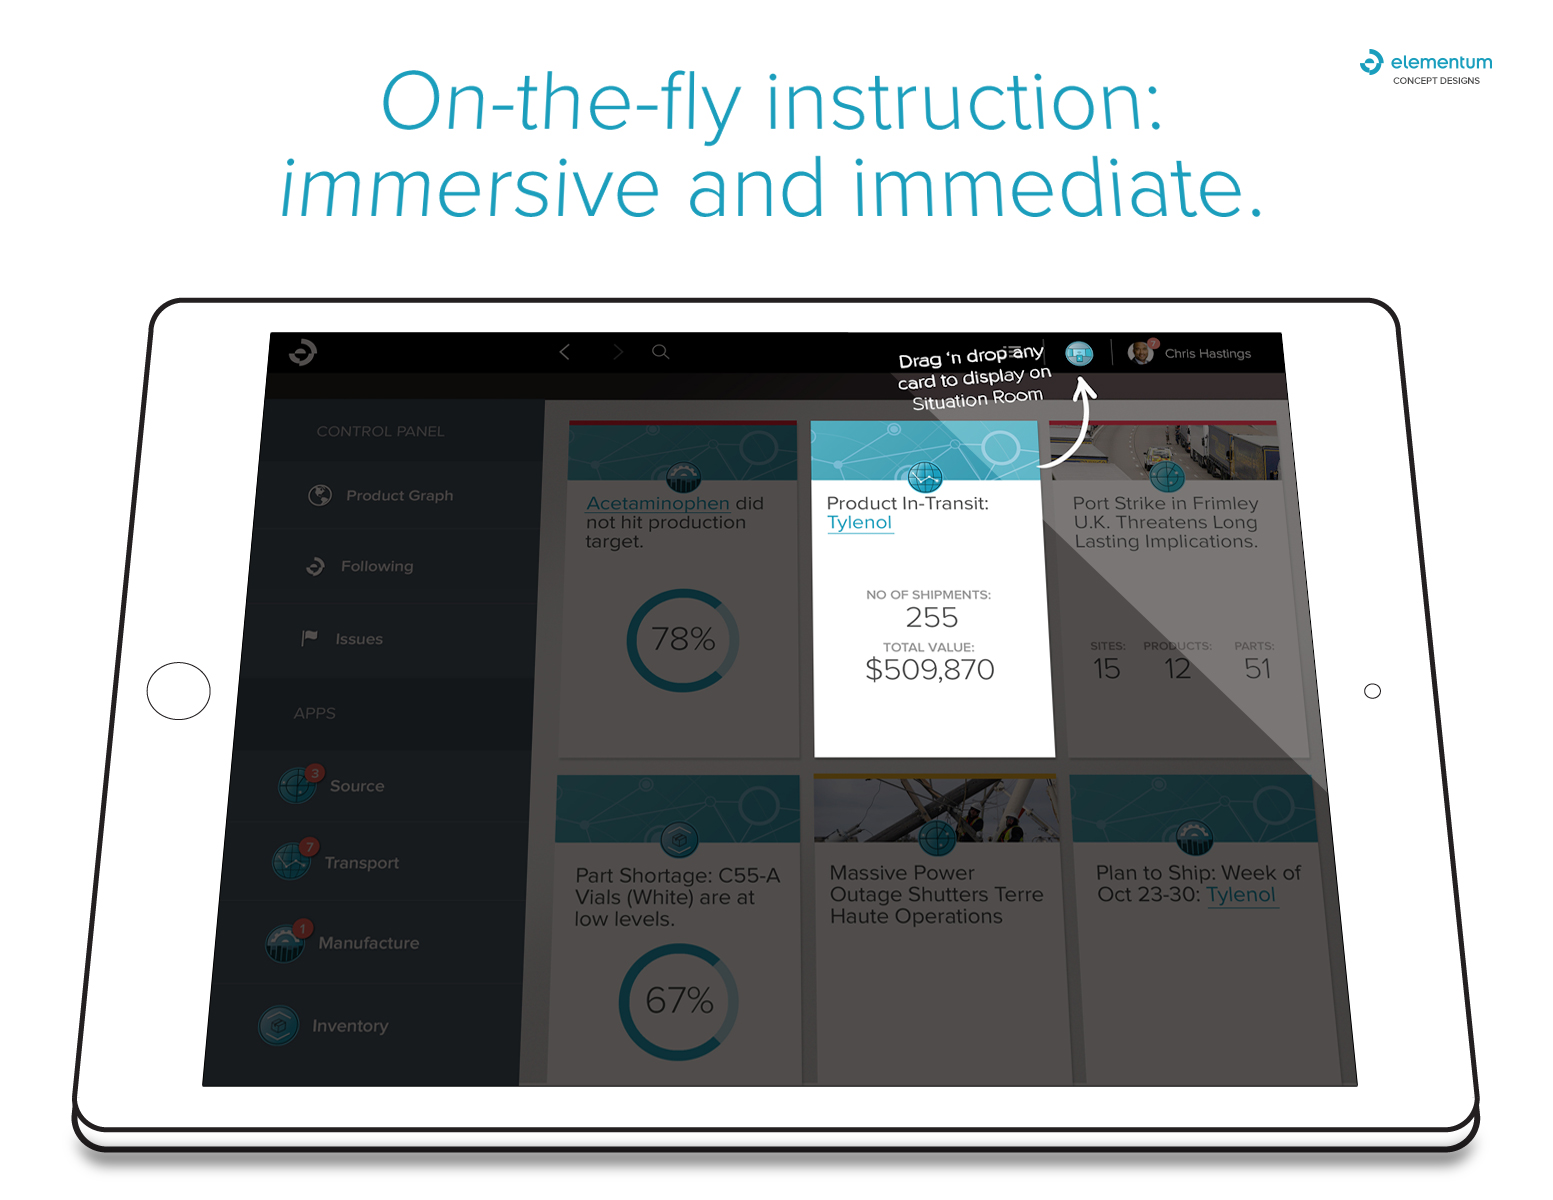 elementum
CONCEPT DESIGNS
On-the-fly instruction:
immersive and immediate.
Drag ‘n drop any
card to display on
Situation Room
7
Chris Hastings
CONTROL PANEL
Product Graph
Following
Issues
APPS
3
Source
7
Transport
1
Manufacture
Inventory
Acetaminophen did
not hit production
target.
78%
Product In-Transit:
Tylenol
NO OF SHIPMENTS:
255
TOTAL VALUE:
$509,870
Port Strike in Frimley
U.K. Threatens Long
Lasting Implications.
SITES: PRODUCTS: PARTS:
15 12 51
Part Shortage: C55-A
Vials (White) are at
low levels.
67%
Massive Power
Outage Shutters Terre
Haute Operations
Plan to Ship: Week of
Oct 23-30: Tylenol